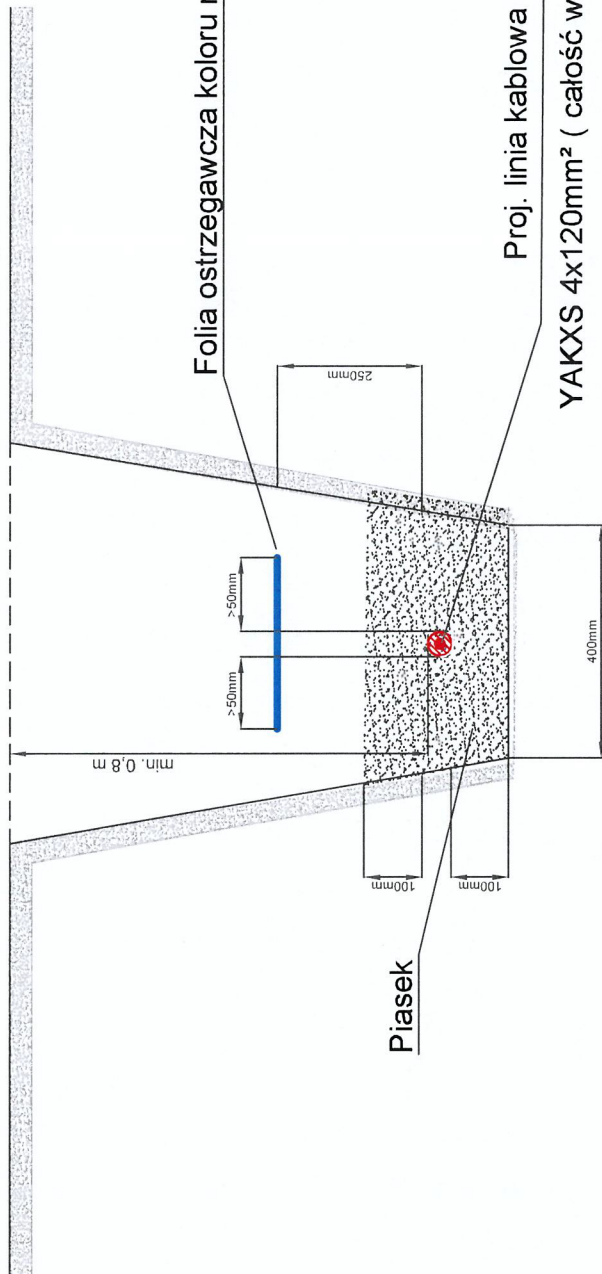 Folia ostrzegawcza koloru
250mm
>50mm
>50mm
min. 0,8 m
Proj. linia kablowa
YAKXS 4x120mm² ( całość w
100mm
100mm
Piasek
400mm